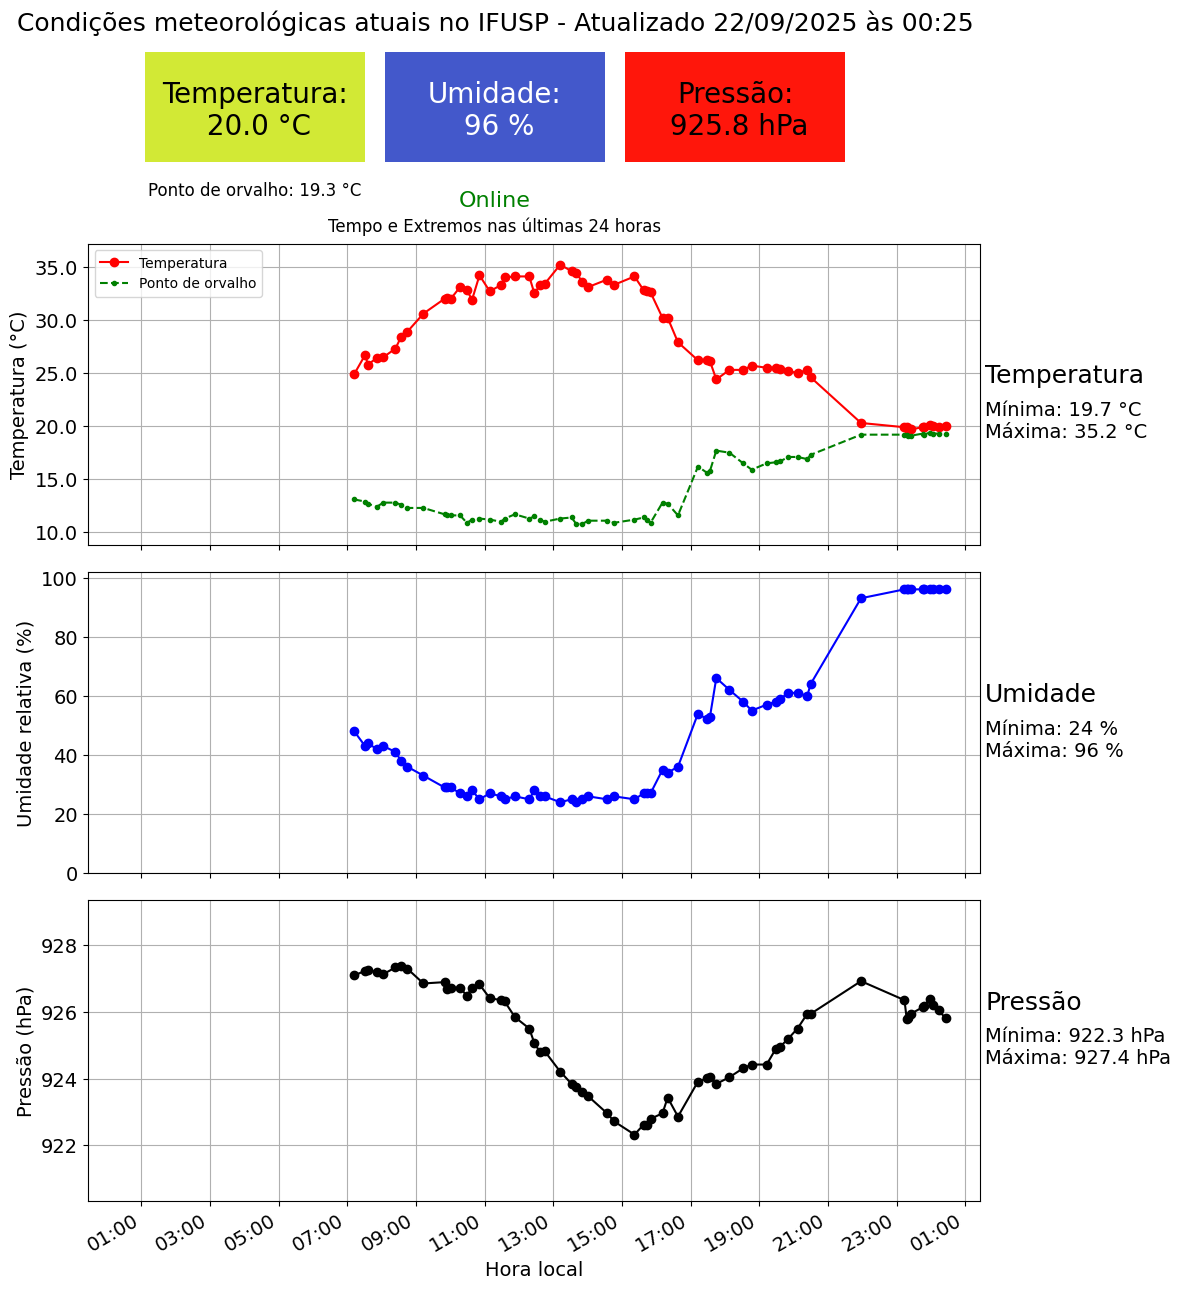 Condições meteorológicas atuais no IFUSP - Atualizado 22/09/2025 às 00:25
Temperatura:
20.0 °C
Umidade:
96 %
Pressão:
925.8 hPa
Ponto de orvalho: 19.3 °C
Online
Tempo e Extremos nas últimas 24 horas
Temperatura
Ponto de orvalho
Temperatura (°C)
35.0
30.0
25.0
20.0
15.0
10.0
Temperatura
Mínima: 19.7 °C
Máxima: 35.2 °C
Umidade relativa (%)
100
80
60
40
20
0
Umidade
Mínima: 24 %
Máxima: 96 %
Pressão (hPa)
928
926
924
922
Pressão
Mínima: 922.3 hPa
Máxima: 927.4 hPa
01:00 03:00 05:00 07:00 09:00 11:00 13:00 15:00 17:00 19:00 21:00 23:00 01:00
Hora local